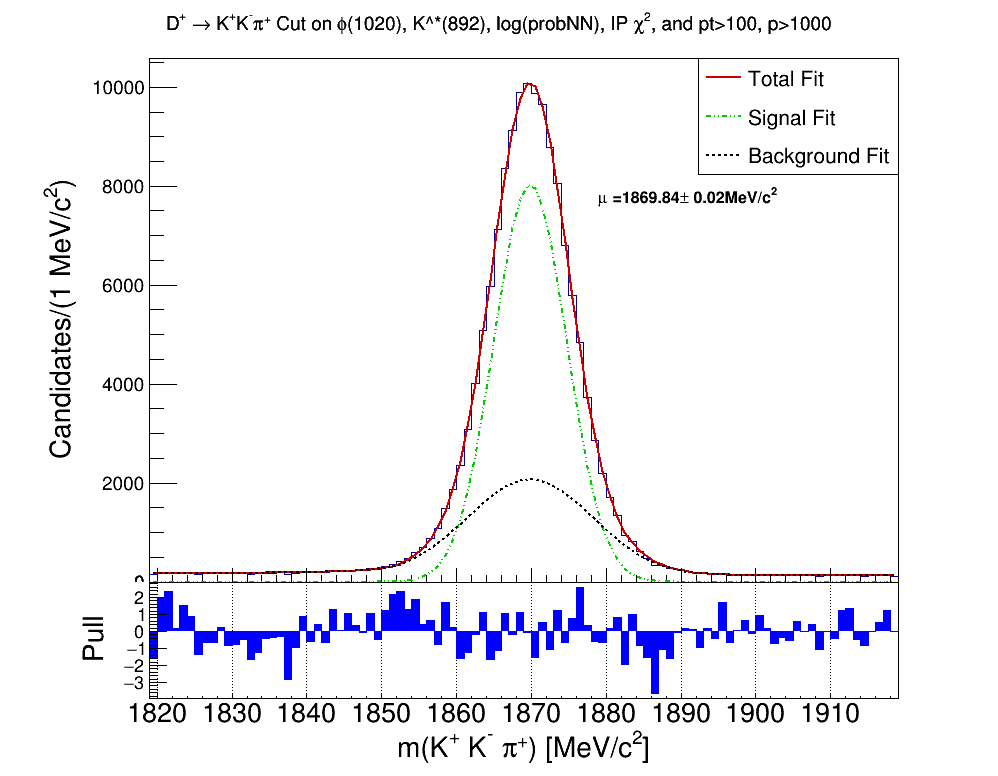 D⁺ → K⁺K⁻π⁺ Cut on ϕ(1020), K^*(892), log(probNN), IP χ², and pt>100, p>1000
Total Fit
Signal Fit
Background Fit
μ =1869.84± 0.02MeV/c²
Candidates/(1 MeV/c²)
10000
8000
6000
4000
2000
0
Pull
2
1
0
−1
−2
−3
1820 1830 1840 1850 1860 1870 1880 1890 1900 1910
m(K⁺ K⁻ π⁺) [MeV/c²]